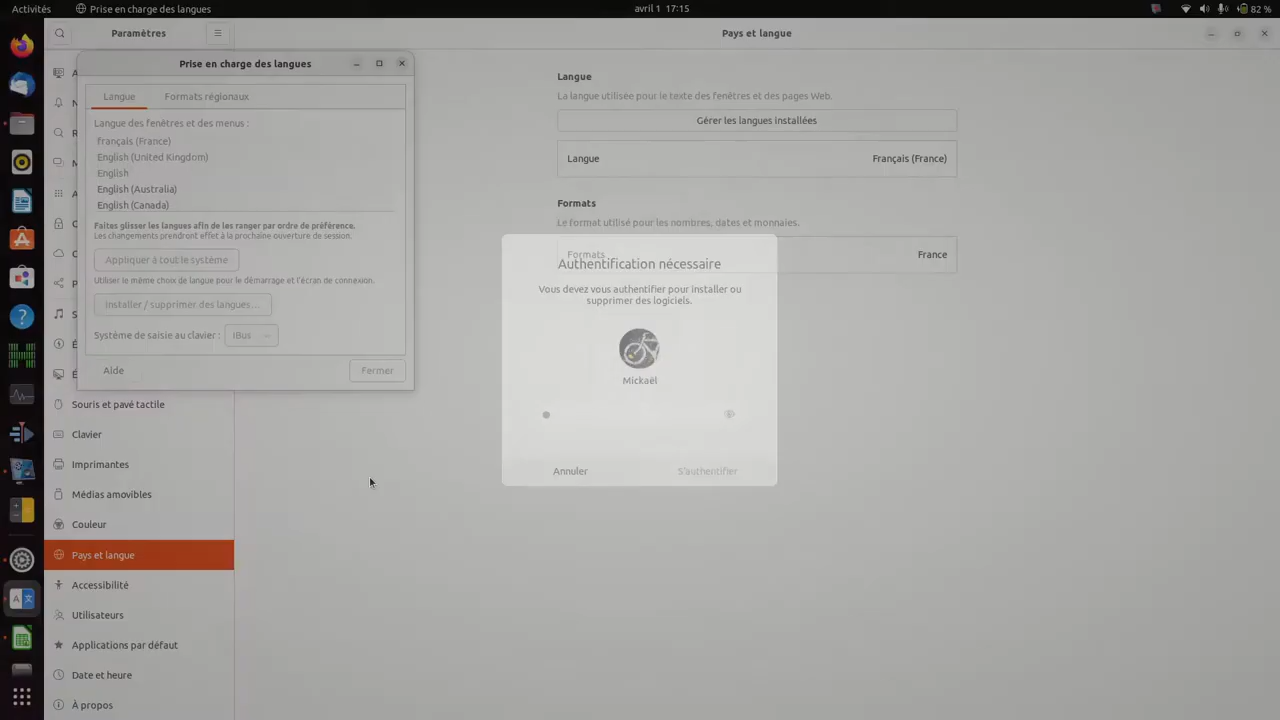 Activités
Prise en charge des langues
avril 1 17:15
82 %
Paramètres
Pays et langue
Prise en charge des langues
Langue
Formats régionaux
Langue des fenêtres et des menus :
français (France)
English (United Kingdom)
English
English (Australia)
English (Canada)
Faites glisser les langues afin de les ranger par ordre de préférence.
Les changements prendront effet à la prochaine ouverture de session.
Appliquer à tout le système
Utiliser le même choix de langue pour le démarrage et l'écran de connexion.
Installer / supprimer des langues…
Système de saisie au clavier :
IBus
Aide
Fermer
Souris et pavé tactile
Clavier
Imprimantes
Médias amovibles
Couleur
Pays et langue
Accessibilité
Utilisateurs
Applications par défaut
Date et heure
À propos
Langue
La langue utilisée pour le texte des fenêtres et des pages Web.
Gérer les langues installées
Langue
Français (France)
Formats
Le format utilisé pour les nombres, dates et monnaies.
Formats
France
Authentification nécessaire
Vous devez vous authentifier pour installer ou
supprimer des logiciels.
Mickaël
Annuler
S'authentifier